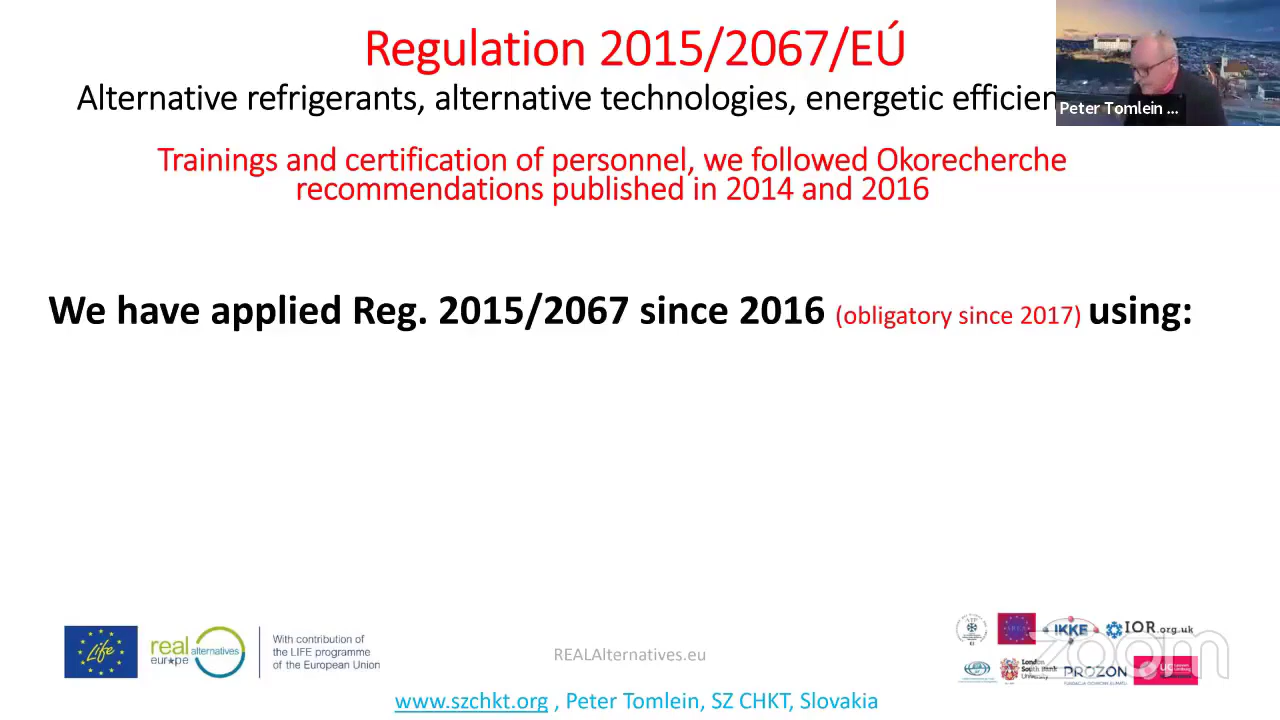 Regulation 2015/2067/EÚ
Alternative refrigerants, alternative technologies, energetic efficien
Peter Tomlein ...
Trainings and certification of personnel, we followed Okorecherche
recommendations published in 2014 and 2016
We have applied Reg. 2015/2067 since 2016 (obligatory since 2017) using:
Life
real alternatives
europe
With contribution of
the LIFE programme
of the European Union
REALAlternatives.eu
ATF
IKKE
IOR.org.uk
London
South Bank
University
PROZON
UC
zoom
www.szchkt.org , Peter Tomlein, SZ CHKT, Slovakia